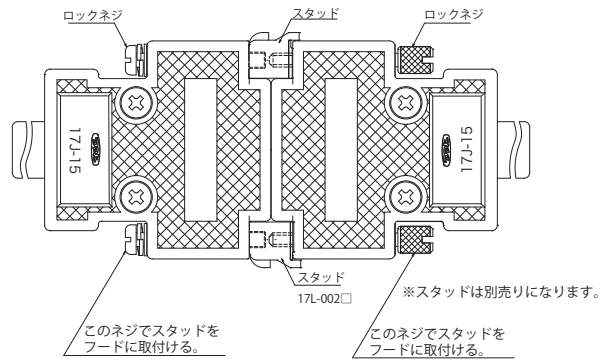 ロックネジ
スタッド
ロックネジ
17J-15
17J-15
スタッド
17L-002□
※スタッドは別売りになります。
このネジでスタッドを
フードに取付ける。
このネジでスタッドを
フードに取付ける。